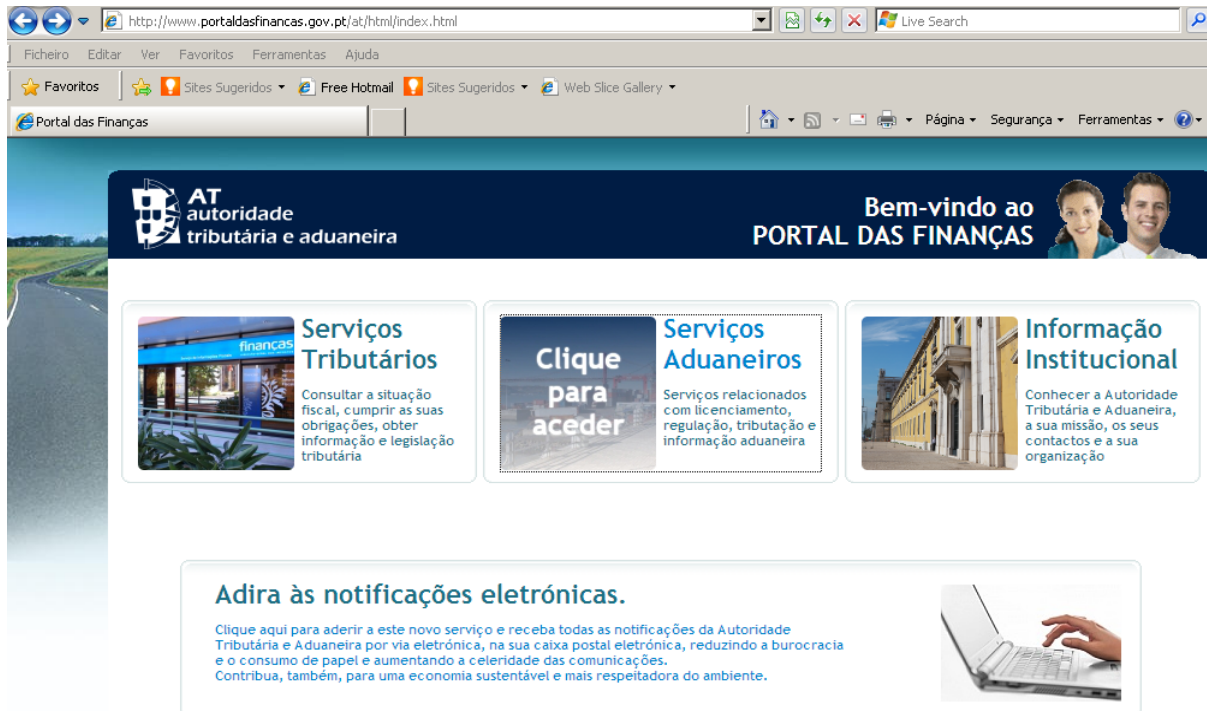 http://www.portaldasfinancas.gov.pt/at/html/index.html
Live Search
Ficheiro Editar Ver Favoritos Ferramentas Ajuda
Favoritos
Sites Sugeridos
Free Hotmail
Sites Sugeridos
Web Slice Gallery
Portal das Finanças
Página
Segurança
Ferramentas
AT
autoridade
tributária e aduaneira
Bem-vindo ao
PORTAL DAS FINANÇAS
finanças
Serviços
Tributários
Consultar a situação
fiscal, cumprir as suas
obrigações, obter
informação e legislação
tributária
Clique
para
aceder
Serviços
Aduaneiros
Serviços relacionados
com licenciamento,
regulação, tributação e
informação aduaneira
Informação
Institucional
Conhecer a Autoridade
Tributária e Aduaneira,
a sua missão, os seus
contactos e a sua
organização
Adira às notificações eletrónicas.
Clique aqui para aderir a este novo serviço e receba todas as notificações da Autoridade
Tributária e Aduaneira por via eletrónica, na sua caixa postal eletrónica, reduzindo a burocracia
e o consumo de papel e aumentando a celeridade das comunicações.
Contribua, também, para uma economia sustentável e mais respeitadora do ambiente.